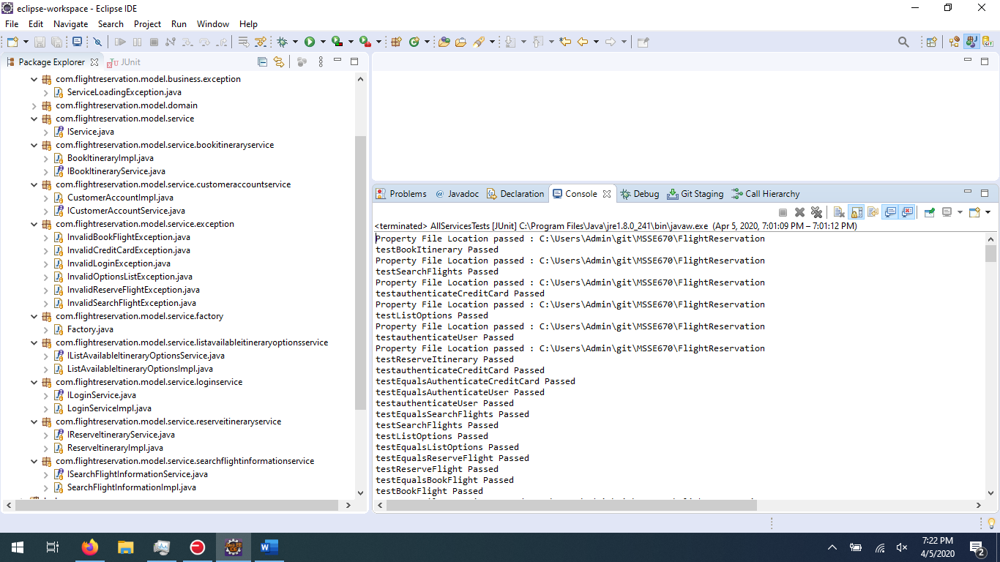 eclipse-workspace - Eclipse IDE
File Edit Navigate Search Project Run Window Help
Package Explorer JUnit
com.flightreservation.model.business.exception
ServiceLoadingException.java
com.flightreservation.model.domain
com.flightreservation.model.service
IService.java
com.flightreservation.model.service.bookitineraryservice
BookItineraryImpl.java
IBookItineraryService.java
com.flightreservation.model.service.customeraccountservice
CustomerAccountImpl.java
ICustomerAccountService.java
com.flightreservation.model.service.exception
InvalidBookFlightException.java
InvalidCreditCardException.java
InvalidLoginException.java
InvalidOptionsListException.java
InvalidReserveFlightException.java
InvalidSearchFlightException.java
com.flightreservation.model.service.factory
Factory.java
com.flightreservation.model.service.listavailableitineraryoptionsservice
IListAvailableItineraryOptionsService.java
ListAvailableItineraryOptionsImpl.java
com.flightreservation.model.service.loginservice
ILoginService.java
LoginServiceImpl.java
com.flightreservation.model.service.reserveitineraryservice
IReserveItineraryService.java
ReserveItineraryImpl.java
com.flightreservation.model.service.searchflightinformationservice
ISearchFlightInformationService.java
SearchFlightInformationImpl.java
Problems @ Javadoc Declaration Console Debug Git Staging Call Hierarchy
<terminated> AllServicesTests [JUnit] C:\Program Files\Java\jre1.8.0_241\bin\javaw.exe (Apr 5, 2020, 7:01:09 PM – 7:01:12 PM)
Property File Location passed : C:\Users\Admin\git\MSSE670\FlightReservation
testBookItinerary Passed
Property File Location passed : C:\Users\Admin\git\MSSE670\FlightReservation
testSearchFlights Passed
Property File Location passed : C:\Users\Admin\git\MSSE670\FlightReservation
testauthenticateCreditCard Passed
Property File Location passed : C:\Users\Admin\git\MSSE670\FlightReservation
testListOptions Passed
Property File Location passed : C:\Users\Admin\git\MSSE670\FlightReservation
testauthenticateUser Passed
Property File Location passed : C:\Users\Admin\git\MSSE670\FlightReservation
testReserveItinerary Passed
testauthenticateCreditCard Passed
testEqualsAuthenticateCreditCard Passed
testEqualsAuthenticateUser Passed
testauthenticateUser Passed
testEqualsSearchFlights Passed
testSearchFlights Passed
testListOptions Passed
testEqualsListOptions Passed
testEqualsReserveFlight Passed
testReserveFlight Passed
testEqualsBookFlight Passed
testBookFlight Passed
7:22 PM
4/5/2020
2